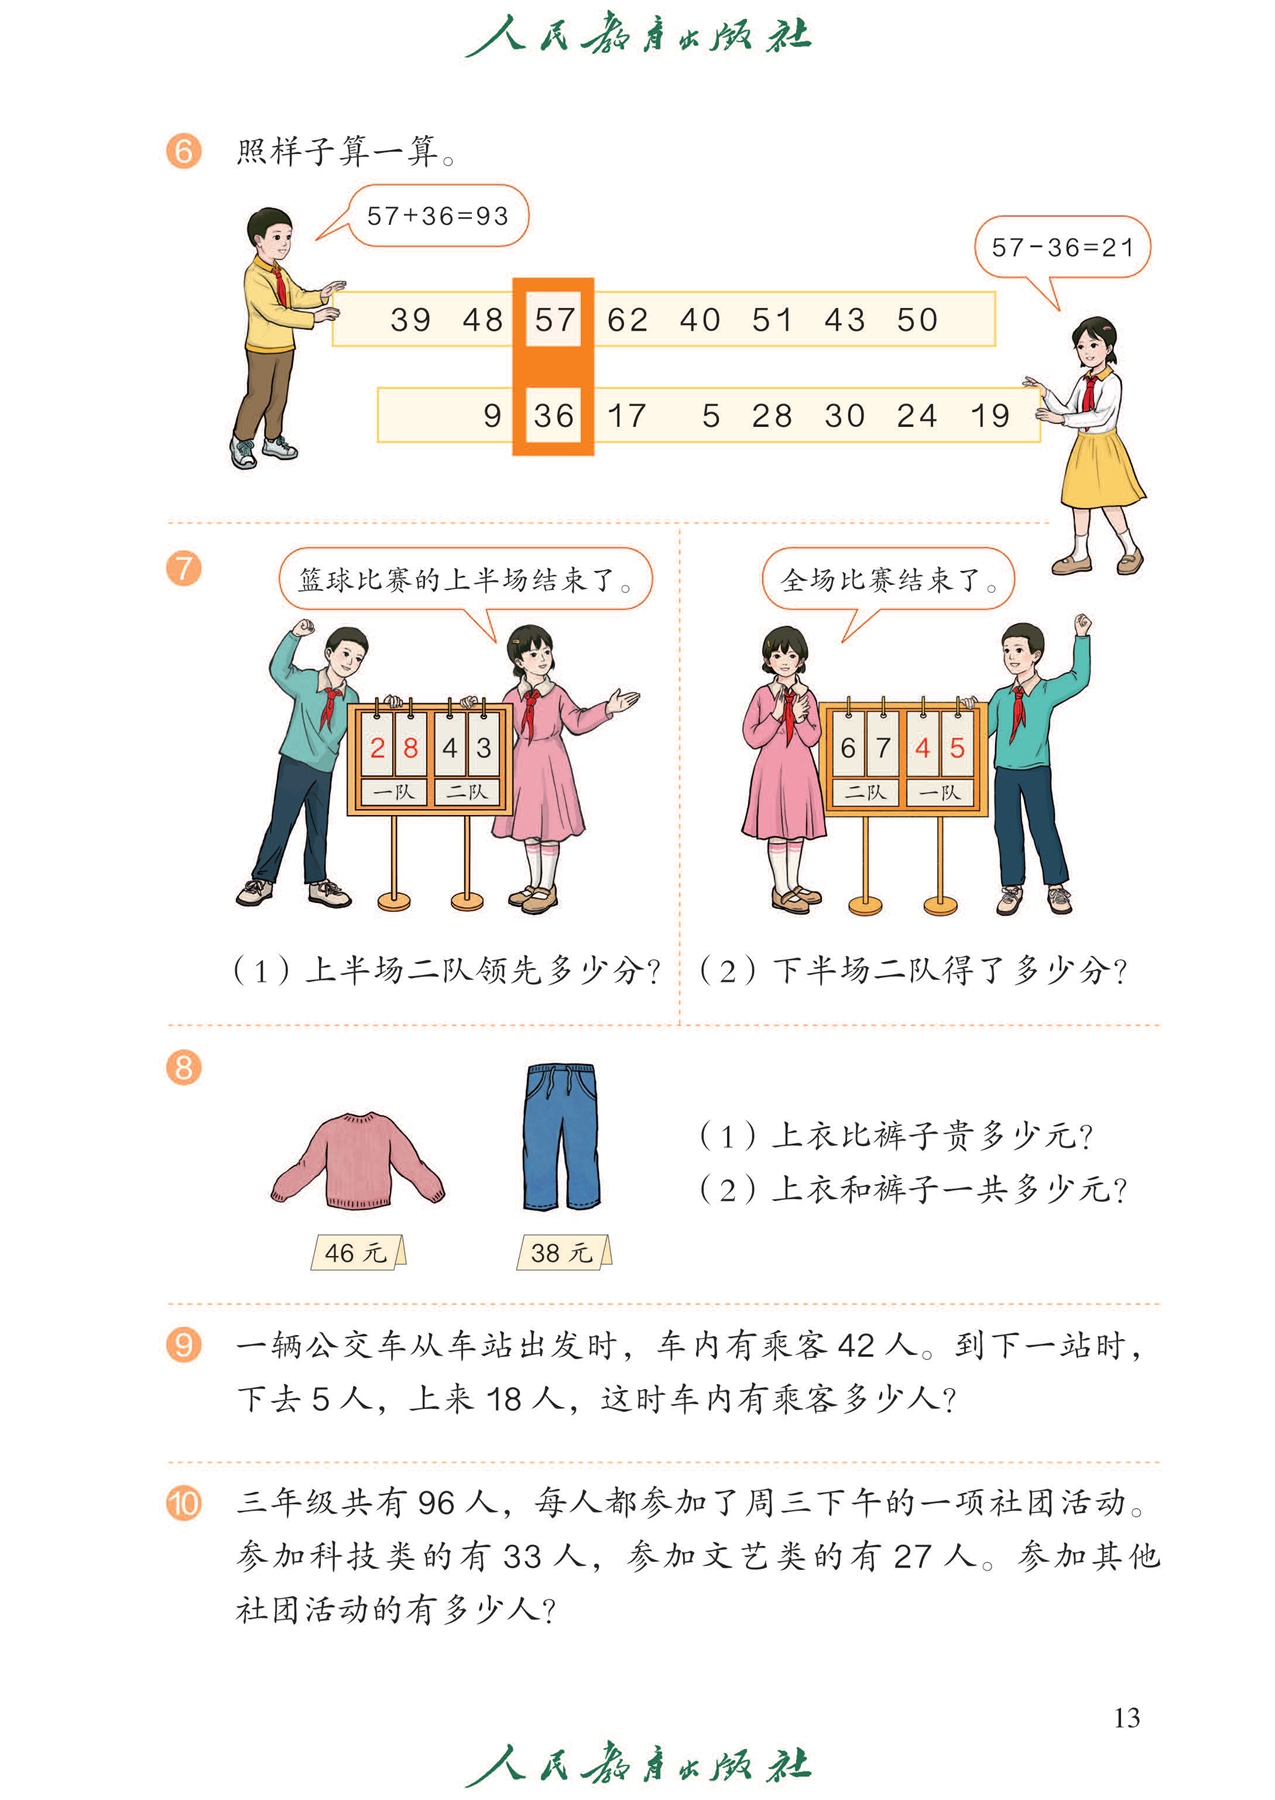 人民教育出版社
6 照样子算一算。
57+36=93
57-36=21
39 48 57 62 40 51 43 50
9 36 17 5 28 30 24 19
7
篮球比赛的上半场结束了。
2 8 4 3
一队 二队
(1)上半场二队领先多少分?
全场比赛结束了。
6 7 4 5
二队 一队
(2)下半场二队得了多少分?
8
46 元
38 元
(1)上衣比裤子贵多少元?
(2)上衣和裤子一共多少元?
9 一辆公交车从车站出发时，车内有乘客 42 人。到下一站时，
下去 5 人，上来 18 人，这时车内有乘客多少人?
10 三年级共有 96 人，每人都参加了周三下午的一项社团活动。
参加科技类的有 33 人，参加文艺类的有 27 人。参加其他
社团活动的有多少人?
13
人民教育出版社